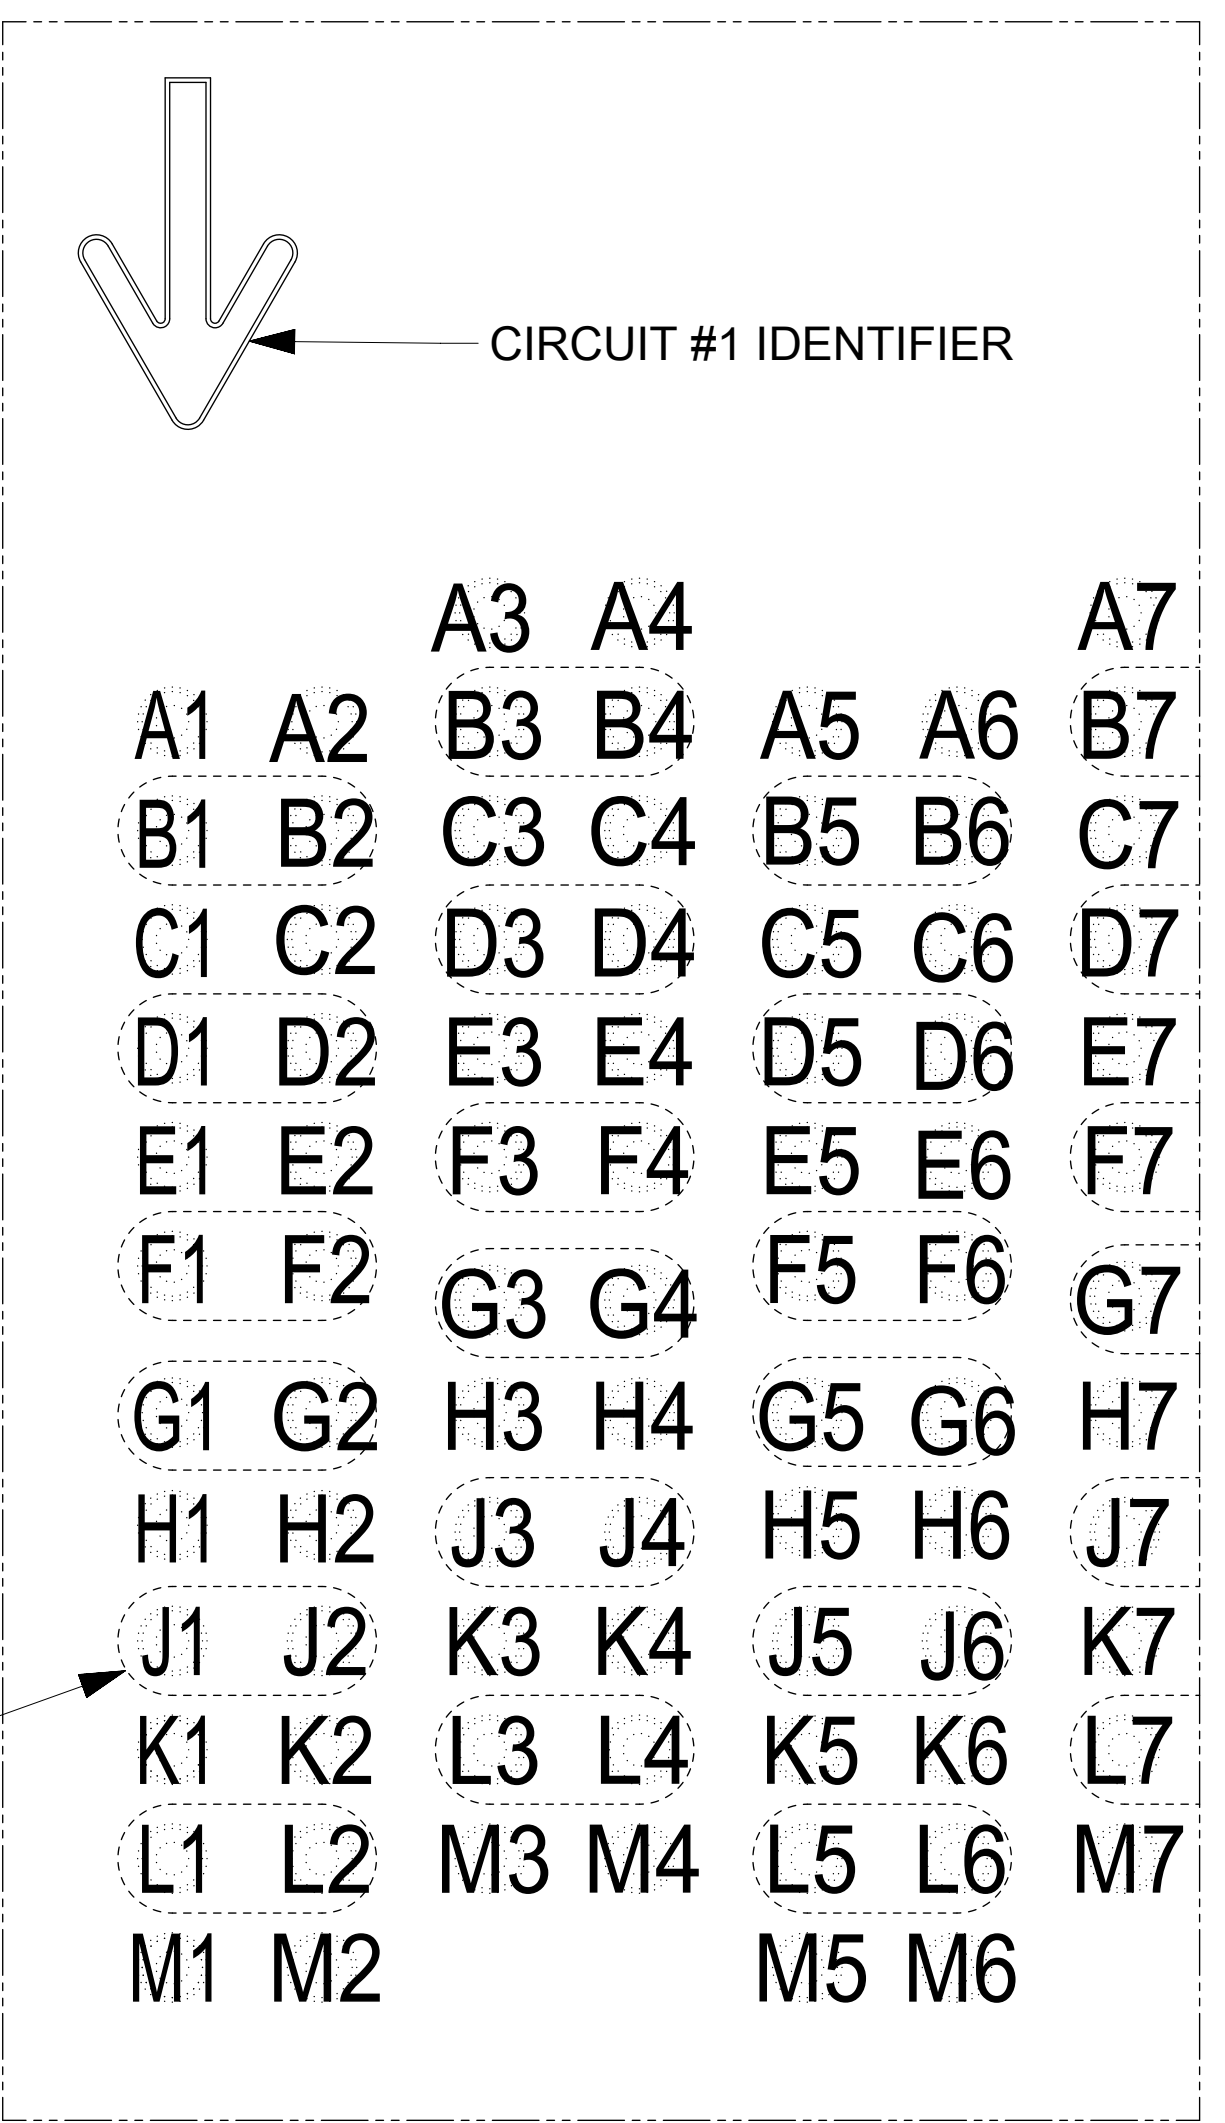 CIRCUIT #1 IDENTIFIER
A3 A4 A7
A1 A2 B3 B4 A5 A6 B7
B1 B2 C3 C4 B5 B6 C7
C1 C2 D3 D4 C5 C6 D7
D1 D2 E3 E4 D5 D6 E7
E1 E2 F3 F4 E5 E6 F7
F1 F2 G3 G4 F5 F6 G7
G1 G2 H3 H4 G5 G6 H7
H1 H2 J3 J4 H5 H6 J7
J1 J2 K3 K4 J5 J6 K7
K1 K2 L3 L4 K5 K6 L7
L1 L2 M3 M4 L5 L6 M7
M1 M2 M5 M6